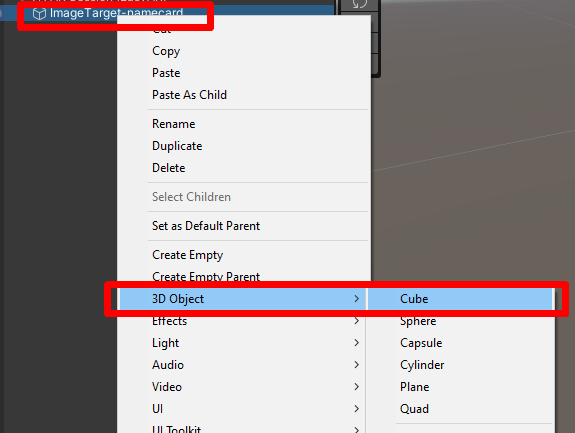 ImageTarget-namecard
Cut
Copy
Paste
Paste As Child
Rename
Duplicate
Delete
Select Children
Set as Default Parent
Create Empty
Create Empty Parent
3D Object > Cube
Effects > Sphere
Light > Capsule
Audio > Cylinder
Video > Plane
UI > Quad
UI Toolkit >